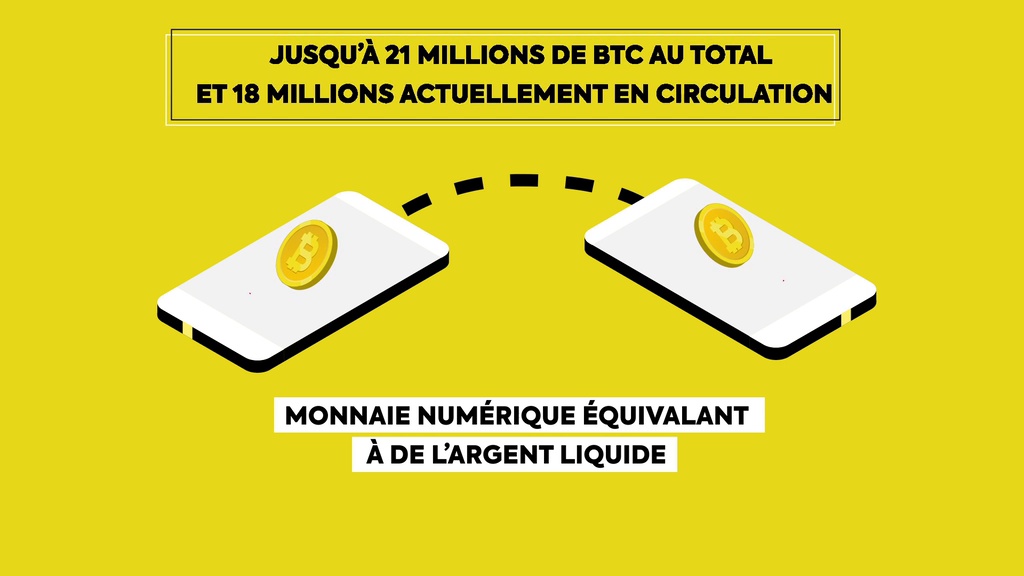 JUSQU’À 21 MILLIONS DE BTC AU TOTAL
ET 18 MILLIONS ACTUELLEMENT EN CIRCULATION
MONNAIE NUMÉRIQUE ÉQUIVALANT
À DE L’ARGENT LIQUIDE